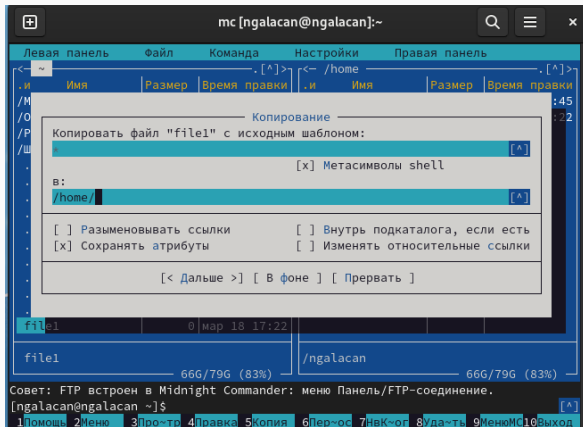 mc [ngalacan@ngalacan]:~
Левая панель Файл Команда Настройки Правая панель
<─ ~ .[^]> <─ /home .[^]>
.и Имя Размер Время правки .и Имя Размер Время правки
/М :45
/О :22
/Р
/Ш
Копирование
Копировать файл "file1" с исходным шаблоном:
* [^]
[x] Метасимволы shell
в:
/home/ [^]
[ ] Разыменовывать ссылки [ ] Внутрь подкаталога, если есть
[x] Сохранять атрибуты [ ] Изменять относительные ссылки
[< Дальше >] [ В фоне ] [ Прервать ]
file1 0 мар 18 17:22
file1 /ngalacan
66G/79G (83%) 66G/79G (83%)
Совет: FTP встроен в Midnight Commander: меню Панель/FTP-соединение.
[ngalacan@ngalacan ~]$ [^]
1Помощь 2Меню 3Про~тр 4Правка 5Копия 6Пер~ос 7НвК~ог 8Уда~ть 9МенюMC 10Выход